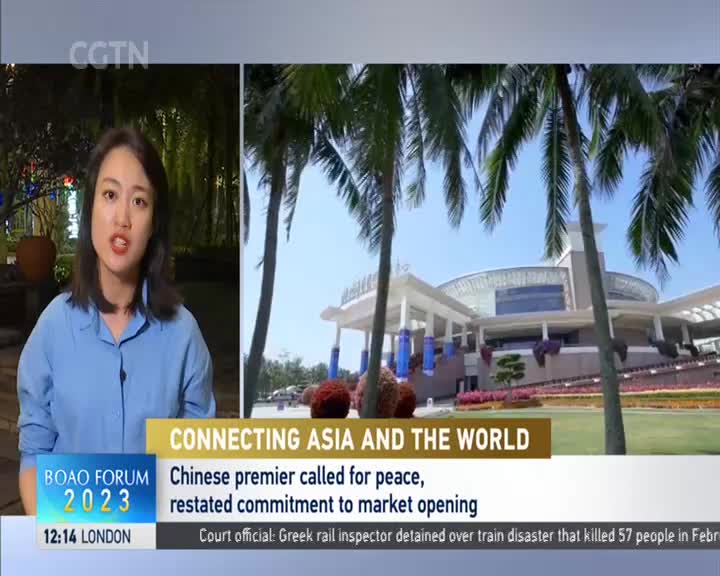 CGTN
CONNECTING ASIA AND THE WORLD
BOAO FORUM
2023
Chinese premier called for peace,
restated commitment to market opening
12:14 LONDON
Court official: Greek rail inspector detained over train disaster that killed 57 people in Febru